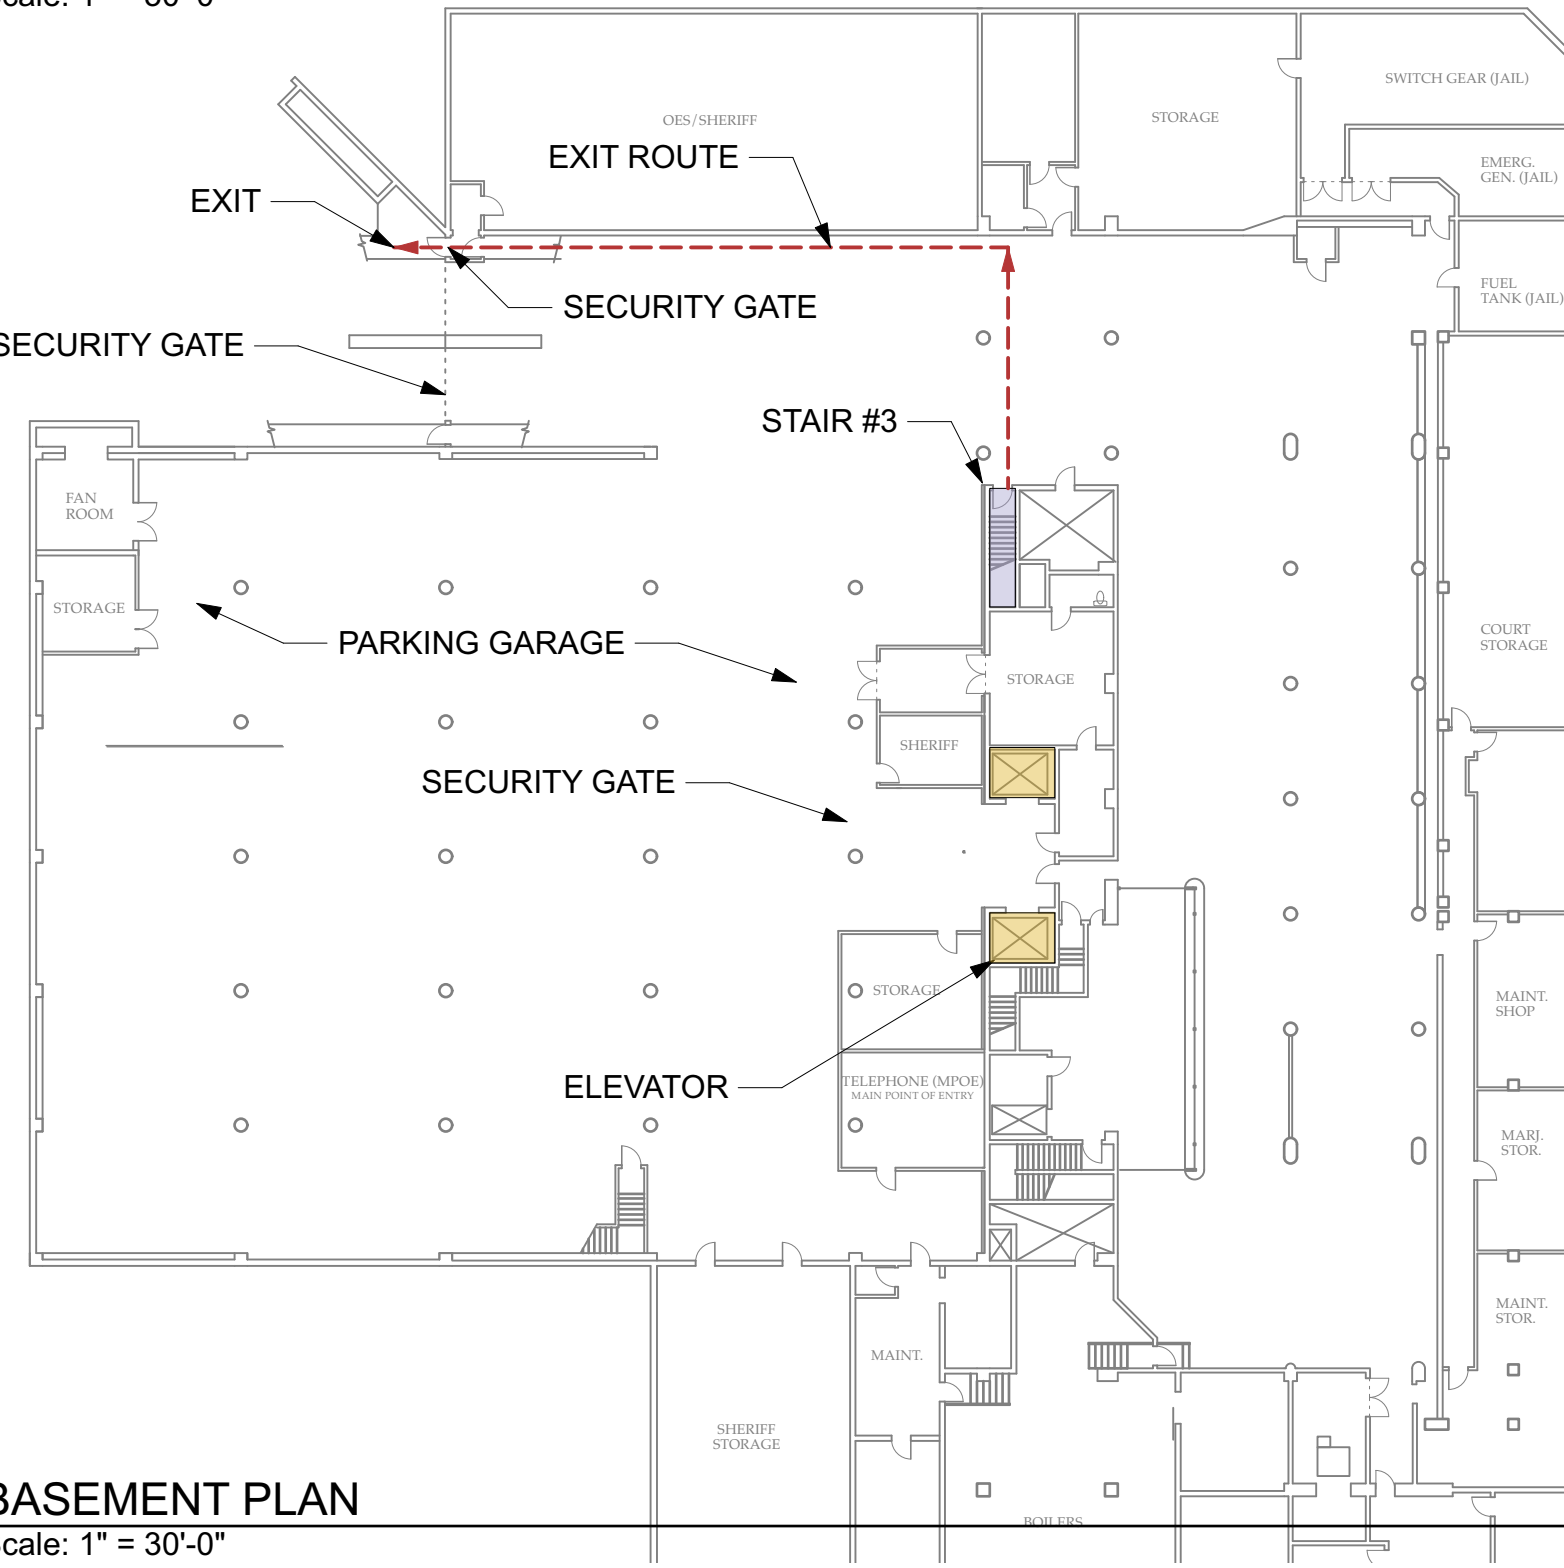 SWITCH GEAR (JAIL)
OES/SHERIFF
STORAGE
EXIT ROUTE
EMERG.
GEN. (JAIL)
EXIT
FUEL
TANK (JAIL)
SECURITY GATE
SECURITY GATE
STAIR #3
FAN
ROOM
STORAGE
PARKING GARAGE
COURT
STORAGE
STORAGE
SHERIFF
SECURITY GATE
STORAGE
MAINT.
SHOP
ELEVATOR
TELEPHONE (MPOE)
MAIN POINT OF ENTRY
MARJ.
STOR.
MAINT.
STOR.
MAINT.
SHERIFF
STORAGE
BASEMENT PLAN
BOILERS
Scale: 1" = 30'-0"